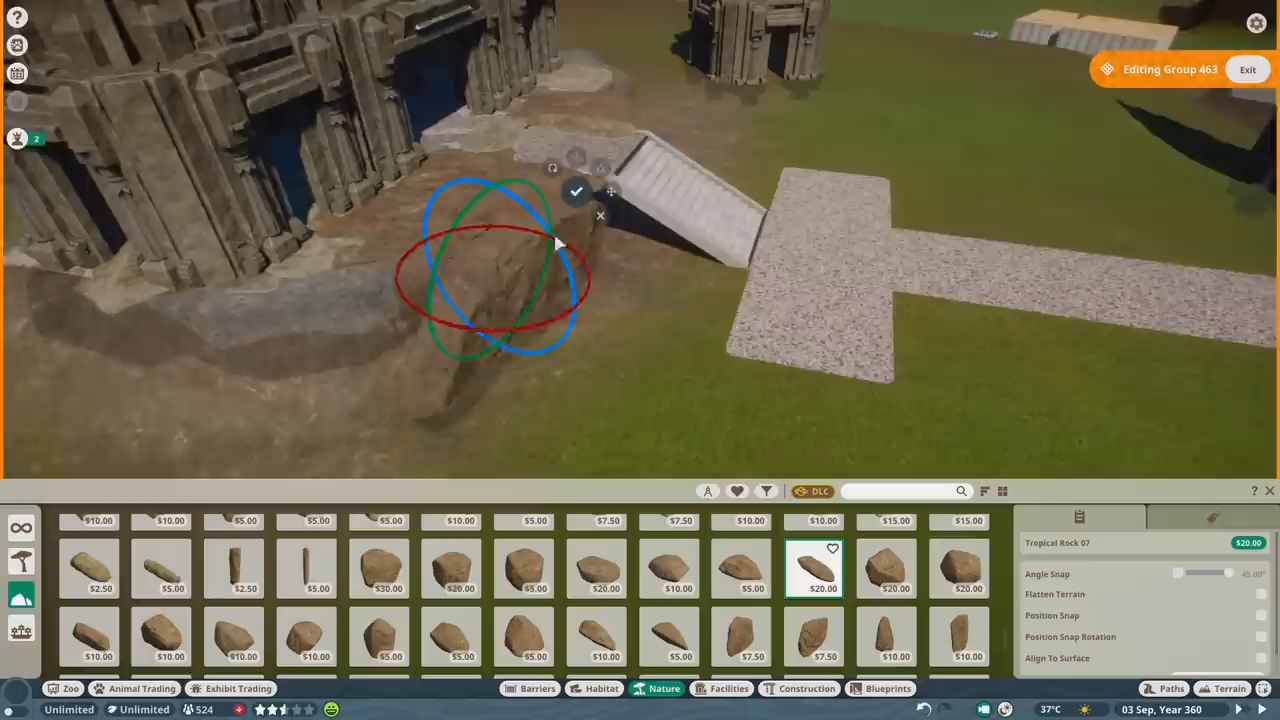 ?
Editing Group 463
Exit
2
DLC
?
$10.00
$10.00
$5.00
$5.00
$5.00
$10.00
$5.00
$7.50
$7.50
$10.00
$10.00
$15.00
$15.00
$2.50
$5.00
$2.50
$5.00
$30.00
$20.00
$5.00
$20.00
$10.00
$5.00
$20.00
$20.00
$20.00
$10.00
$10.00
$10.00
$10.00
$5.00
$5.00
$5.00
$10.00
$5.00
$7.50
$7.50
$10.00
$10.00
Tropical Rock 07
$20.00
Angle Snap
45.00°
Flatten Terrain
Position Snap
Position Snap Rotation
Align To Surface
Zoo
Animal Trading
Exhibit Trading
Barriers
Habitat
Nature
Facilities
Construction
Blueprints
Paths
Terrain
Unlimited
Unlimited
524
37°C
03 Sep, Year 360